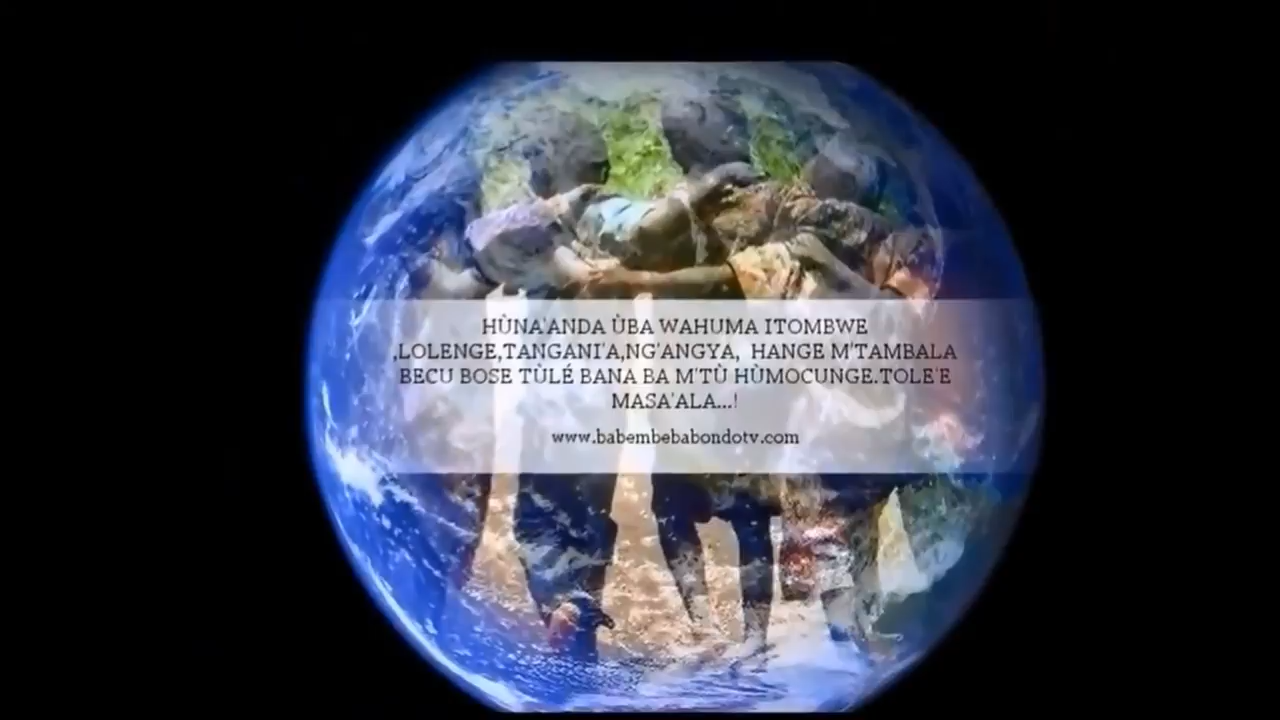 HÙNA'ANDA ÙBA WAHUMA ITOMBWE
,LOLENGE,TANGANI'A,NG'ANGYA, HANGE M'TAMBALA
BECU BOSE TÙLÉ BANA BA M'TÙ HÙMOCUNGE.TOLE'E
MASA'ALA...!
www.babembebabondotv.com